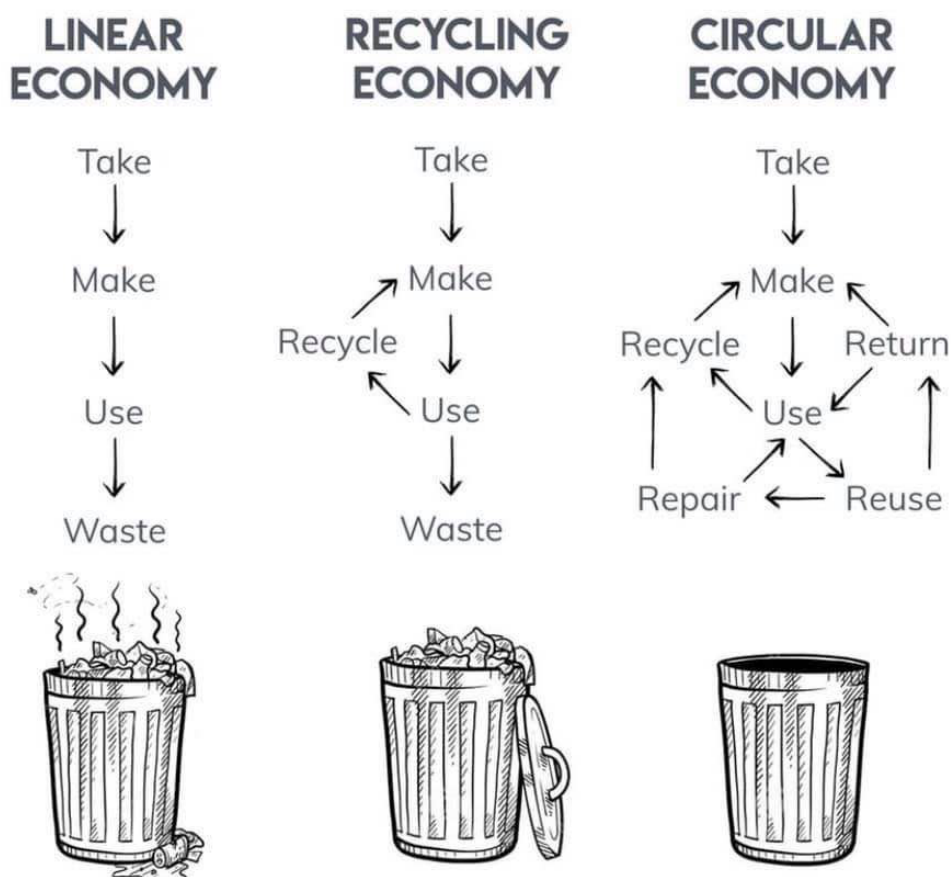 LINEAR
ECONOMY
Take
Make
Use
Waste
RECYCLING
ECONOMY
Take
Make
Recycle
Use
Waste
CIRCULAR
ECONOMY
Take
Make
Recycle
Return
Use
Repair
Reuse